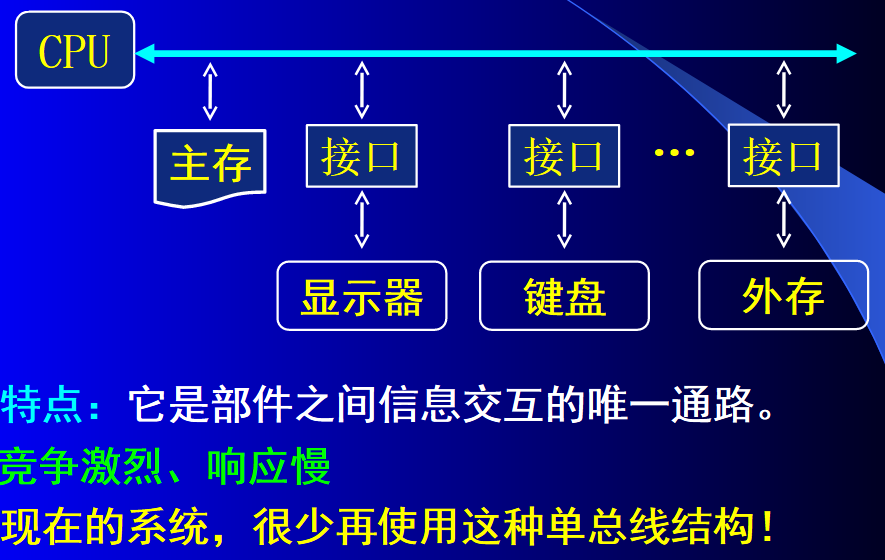 CPU
主存
接口
接口
…
接口
显示器
键盘
外存
特点：它是部件之间信息交互的唯一通路。
竞争激烈、响应慢
现在的系统，很少再使用这种单总线结构！